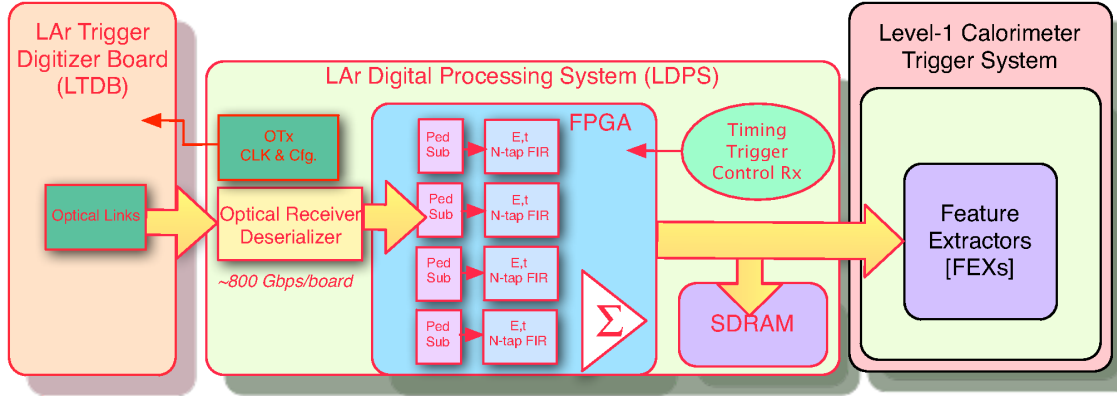 LAr Trigger
Digitizer Board
(LTDB)
Optical Links
LAr Digital Processing System (LDPS)
OTx
CLK & Cfg.
Optical Receiver
Deserializer
~800 Gbps/board
FPGA
Ped
Sub
E,t
N-tap FIR
Ped
Sub
E,t
N-tap FIR
Ped
Sub
E,t
N-tap FIR
Ped
Sub
E,t
N-tap FIR
Σ
Timing
Trigger
Control Rx
SDRAM
Level-1 Calorimeter
Trigger System
Feature
Extractors
[FEXs]